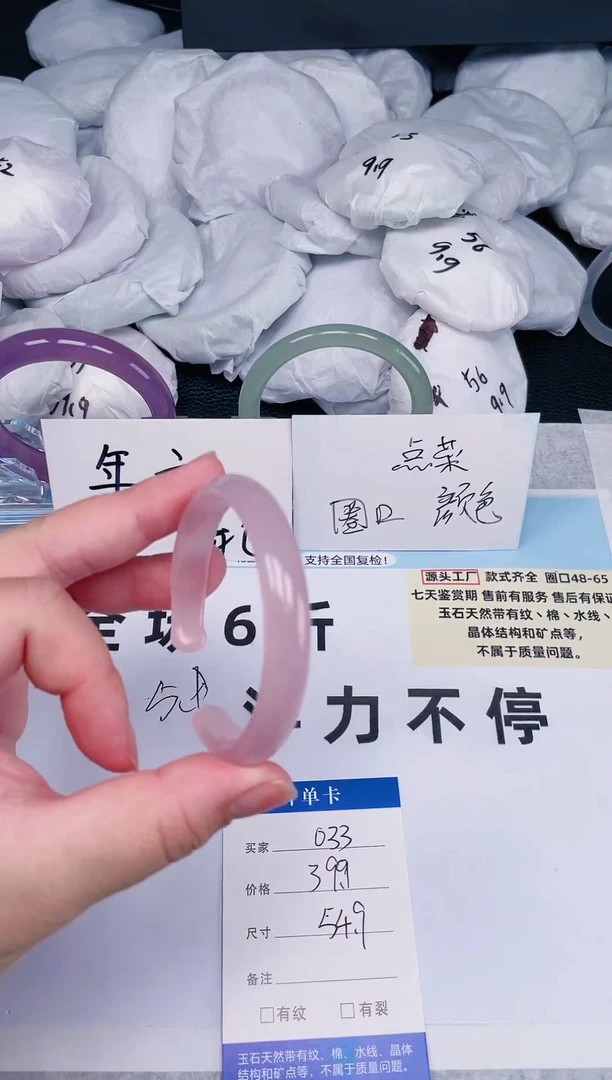 9.9
56
9.9
56
9.9
点菜
圈口 颜色
支持全国复检!
源头工厂 款式齐全 圈口48-65
七天鉴赏期 售前有服务 售后有保证
玉石天然带有纹、棉、水线、
晶体结构和矿点等,
不属于质量问题。
全场6折
力不停
单卡
买家 033
价格 399
尺寸 54.9
备注
□有纹 □有裂
玉石天然带有纹、棉、水线、晶体
结构和矿点等,不属于质量问题。